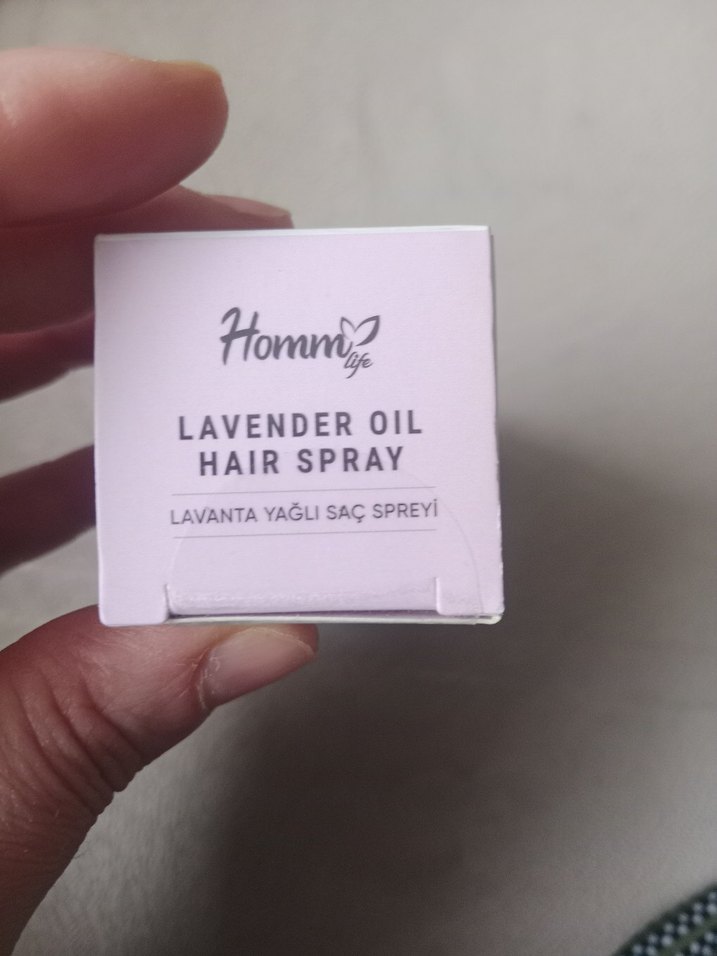 Homm
life
LAVENDER OIL
HAIR SPRAY
LAVANTA YAĞLI SAÇ SPREYİ